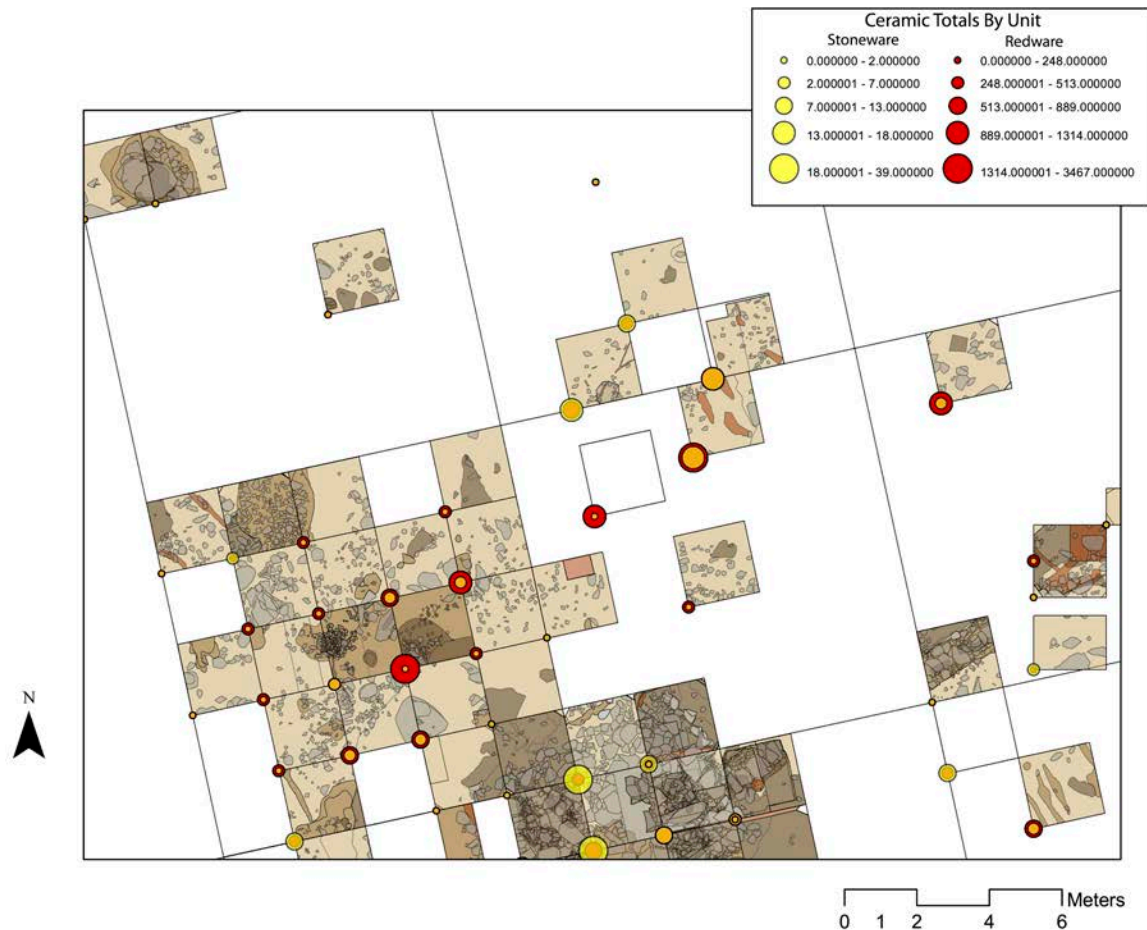 Ceramic Totals By Unit
Stoneware Redware
0.000000 - 2.000000 0.000000 - 248.000000
2.000001 - 7.000000 248.000001 - 513.000000
7.000001 - 13.000000 513.000001 - 889.000000
13.000001 - 18.000000 889.000001 - 1314.000000
18.000001 - 39.000000 1314.000001 - 3467.000000
N
Meters
0 1 2 4 6